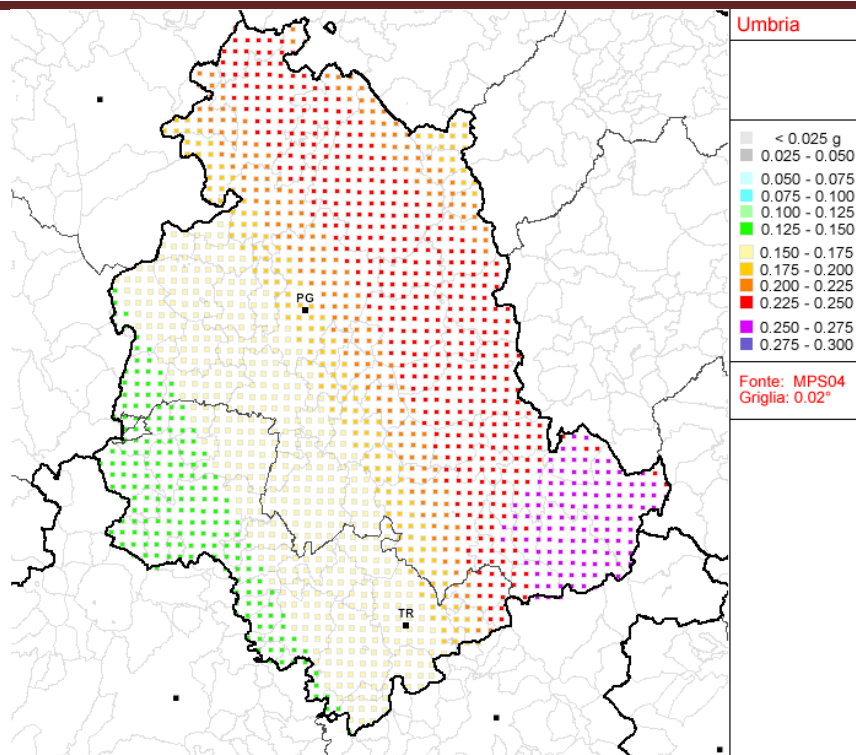 Umbria
< 0.025 g
0.025 - 0.050
0.050 - 0.075
0.075 - 0.100
0.100 - 0.125
0.125 - 0.150
0.150 - 0.175
0.175 - 0.200
0.200 - 0.225
0.225 - 0.250
0.250 - 0.275
0.275 - 0.300
Fonte: MPS04
Griglia: 0.02°
PG
TR